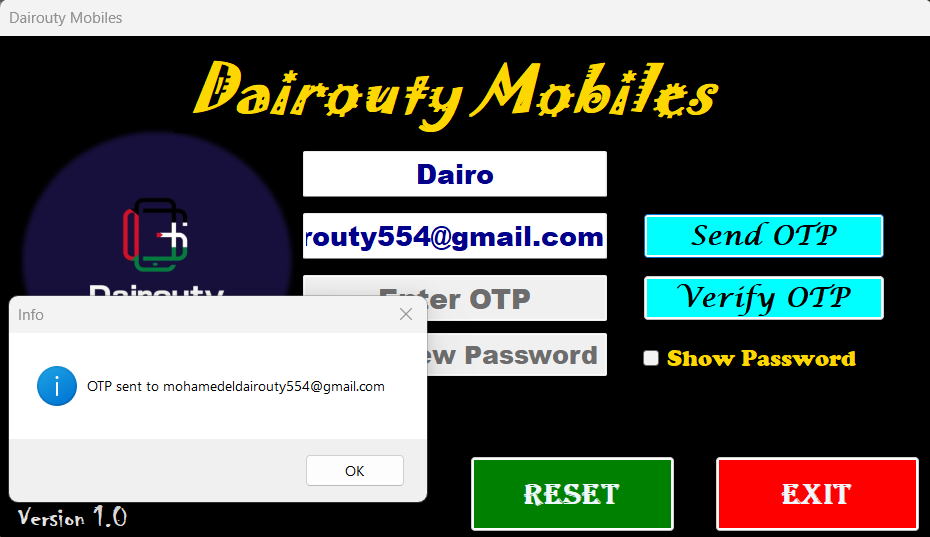 Dairouty Mobiles
Dairouty Mobiles
Dairo
routy554@gmail.com
Send OTP
Enter OTP
Verify OTP
Password
Show Password
Dairouty
Info
OTP sent to mohamedeldairouty554@gmail.com
OK
RESET
EXIT
Version 1.0